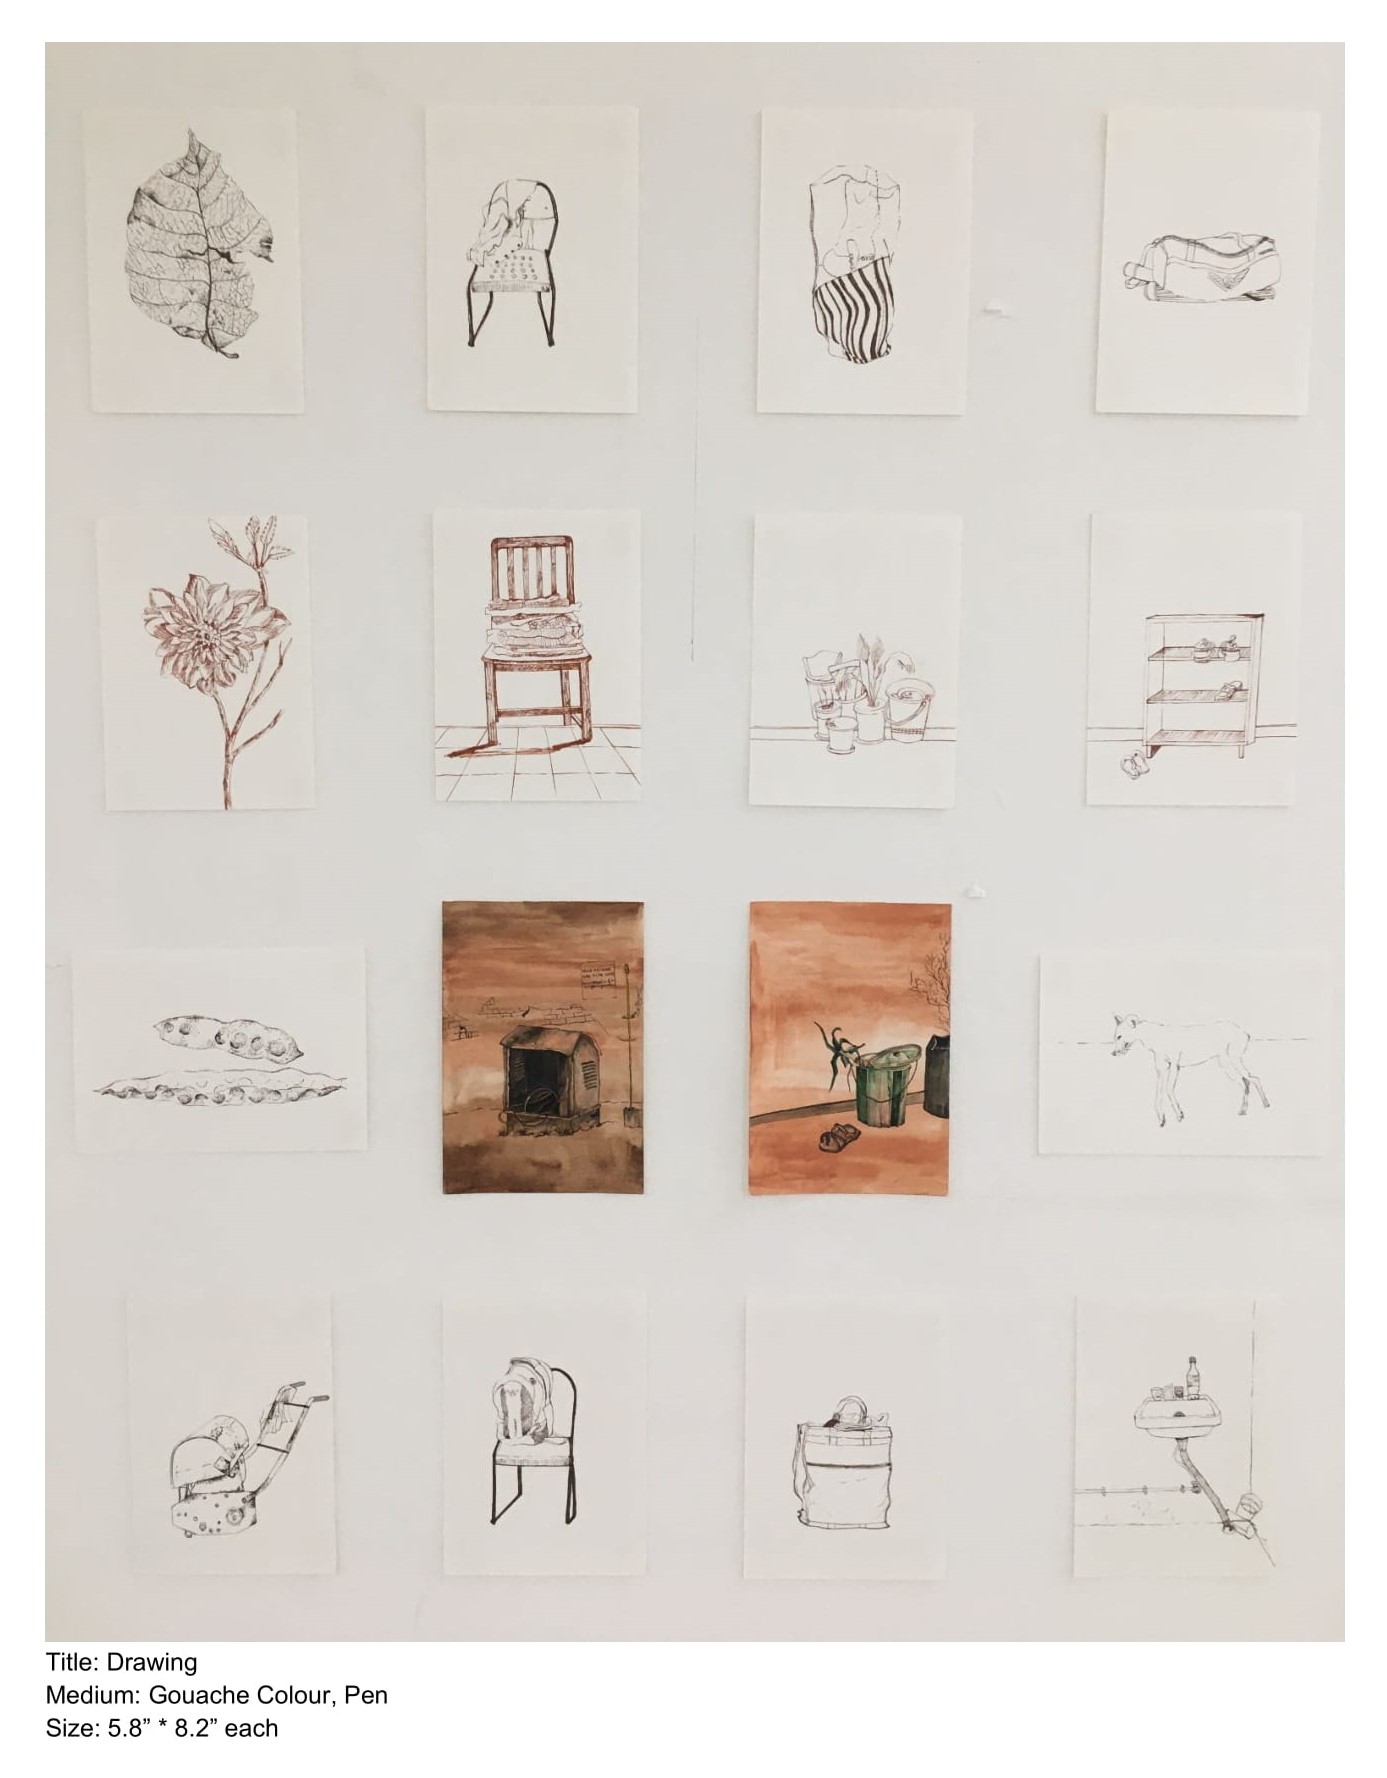 Title: Drawing
Medium: Gouache Colour, Pen
Size: 5.8” * 8.2” each